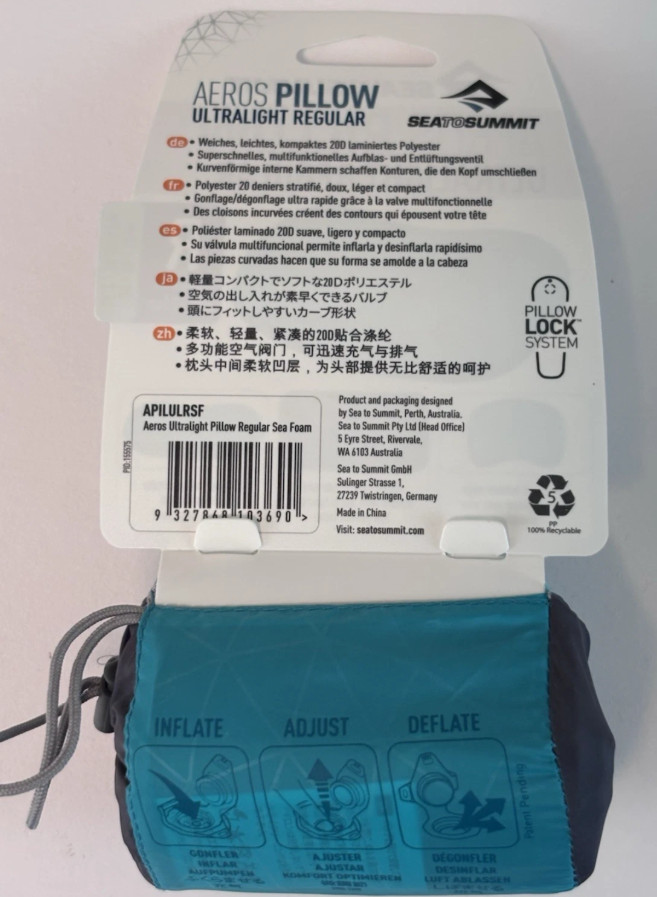 AEROS PILLOW
ULTRALIGHT REGULAR
SEATOSUMMIT
de • Weiches, leichtes, kompaktes 20D laminiertes Polyester
• Superschnelles, multifunktionelles Aufblas- und Entlüftungsventil
• Kurvenförmige interne Kammern schaffen Konturen, die den Kopf umschließen
fr • Polyester 20 deniers stratifié, doux, léger et compact
• Gonflage/dégonflage ultra rapide grâce à la valve multifonctionnelle
• Des cloisons incurvées créent des contours qui épousent votre tête
es • Poliéster laminado 20D suave, ligero y compacto
• Su válvula multifuncional permite inflarla y desinflarla rapidísimo
• Las piezas curvadas hacen que su forma se amolde a la cabeza
ja • 軽量コンパクトでソフトな20Dポリエステル
• 空気の出し入れが素早くできるバルブ
• 頭にフィットしやすいカーブ形状
zh • 柔软、轻量、紧凑的20D贴合涤纶
• 多功能空气阀门，可迅速充气与排气
• 枕头中间柔软凹层，为头部提供无比舒适的呵护
PILLOW
LOCK™
SYSTEM
PID:155575
APILULRSF
Aeros Ultralight Pillow Regular Sea Foam
9 327868 103690 >
Product and packaging designed
by Sea to Summit, Perth, Australia.
Sea to Summit Pty Ltd (Head Office)
5 Eyre Street, Rivervale,
WA 6103 Australia
Sea to Summit GmbH
Sulinger Strasse 1,
27239 Twistringen, Germany
Made in China
Visit: seatosummit.com
5
PP
100% Recyclable
INFLATE
ADJUST
DEFLATE
Patent Pending
GONFLER
INFLAR
AUFPUMPEN
AJUSTER
AJUSTAR
KOMFORT OPTIMIEREN
DÉGONFLER
DESINFLAR
LUFT ABLASSEN